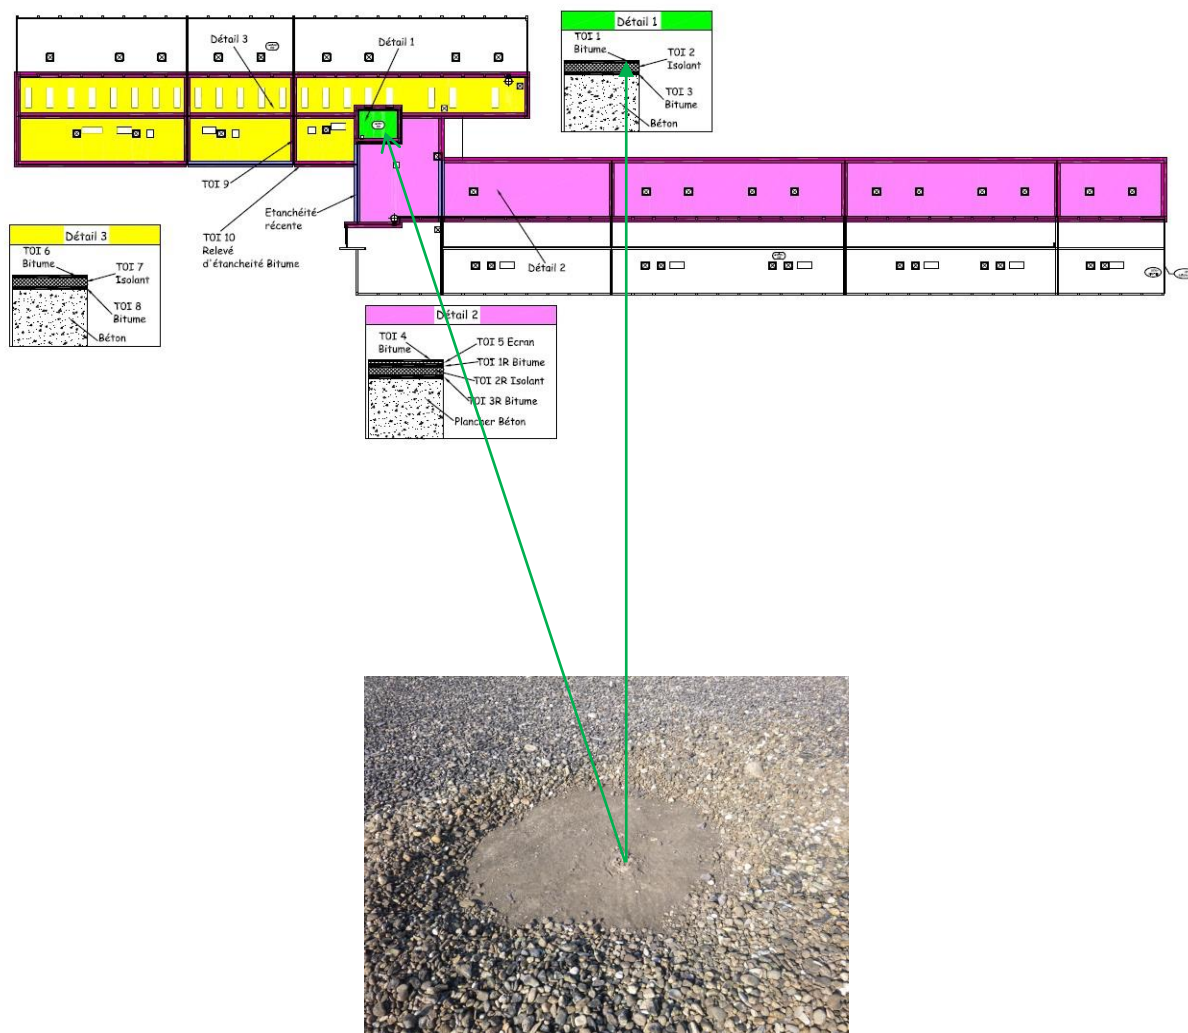 Détail 1
TOI 1
Bitume
TOI 2
Isolant
TOI 3
Bitume
Béton
Détail 3
Détail 1
TOI 9
TOI 10
Relevé
d'étancheité Bitume
Etanchéité
récente
Détail 2
Détail 3
TOI 6
Bitume
TOI 7
Isolant
TOI 8
Bitume
Béton
Détail 2
TOI 4
Bitume
TOI 5 Ecran
TOI 1R Bitume
TOI 2R Isolant
TOI 3R Bitume
Plancher Béton